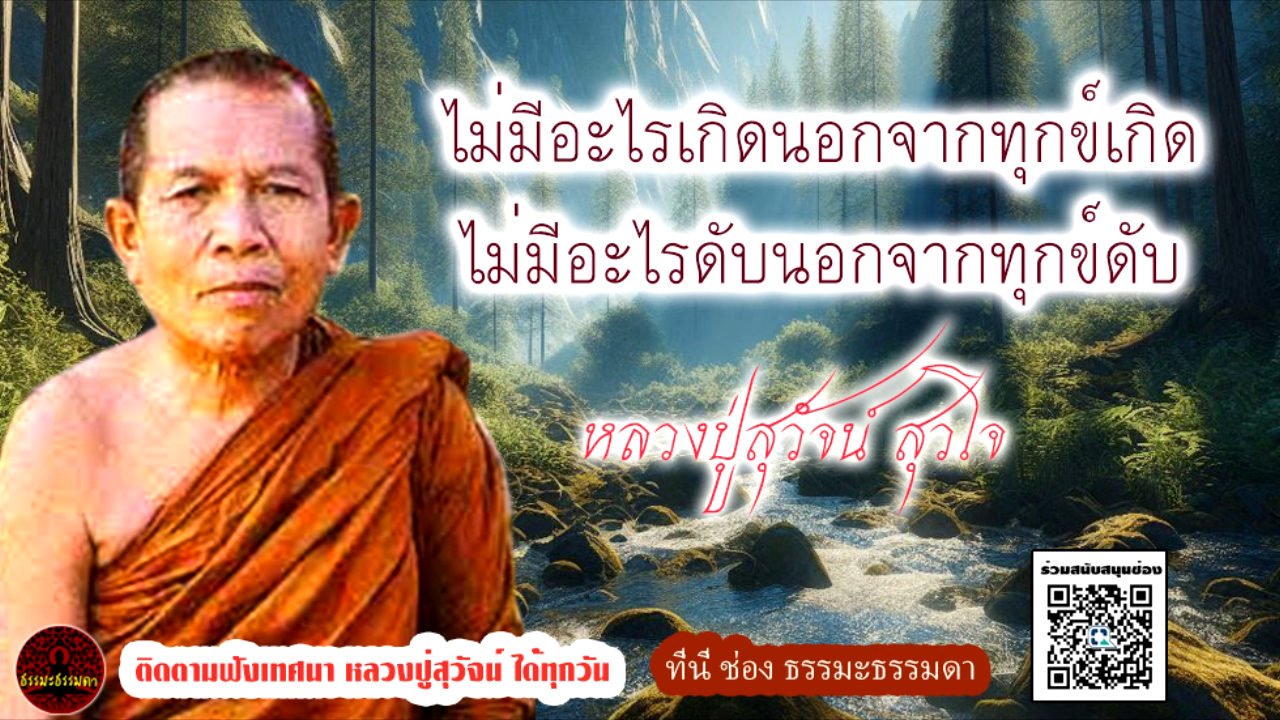 ไม่มีอะไรเกิดนอกจากทุกข์เกิด
ไม่มีอะไรดับนอกจากทุกข์ดับ
หลวงปู่สุวัจน์ สุวโจ
ร่วมสนับสนุนช่อง
ธรรมะธรรมดา
ติดตามฟังเทศนา หลวงปู่สุวัจน์ ได้ทุกวัน
ทีนี ช่อง ธรรมะธรรมดา